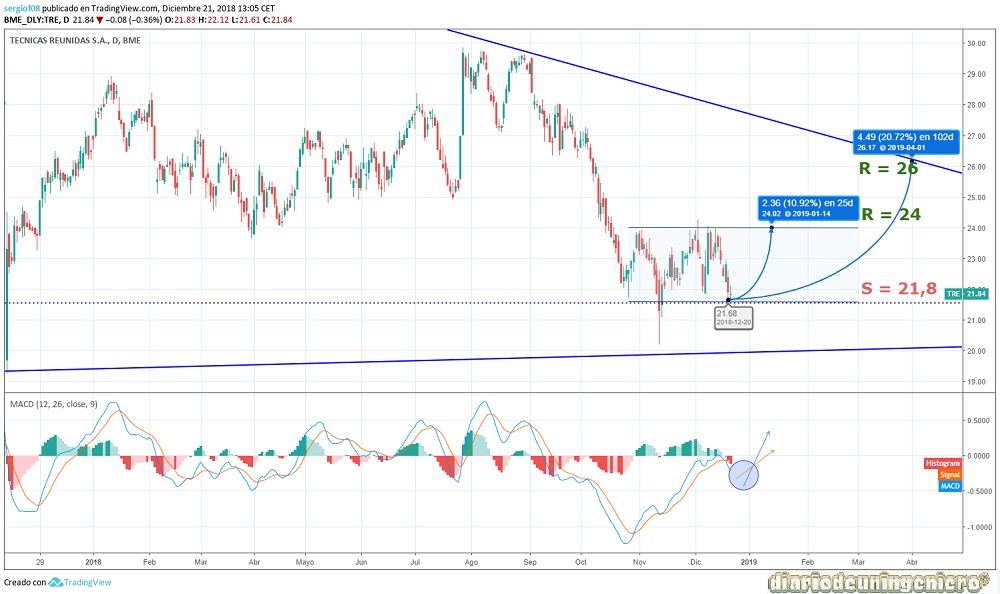 sergiof08 publicado en TradingView.com, Diciembre 21, 2018 13:05 CET
BME_DLY:TRE, D 21.84 ▼ −0.08 (−0.36%) O:21.83 H:22.12 L:21.61 C:21.84
TECNICAS REUNIDAS S.A., D, BME
30.00
29.00
28.00
27.00
26.00
25.00
24.00
23.00
22.00
21.00
20.00
19.00
4.49 (20.72%) en 102d
26.17 @ 2019-04-01
R = 26
2.36 (10.92%) en 25d
24.02 @ 2019-01-14
R = 24
S = 21,8
TRE 21.84
21.68
2018-12-20
MACD (12, 26, close, 9)
0.5000
0.0000
-0.5000
-1.0000
Histogram
Signal
MACD
29 2018 Feb Mar Abr May Jun Jul Ago Sep Oct Nov Dic 2019 Feb Mar Abr
Creado con TradingView
diariodeuningenicro